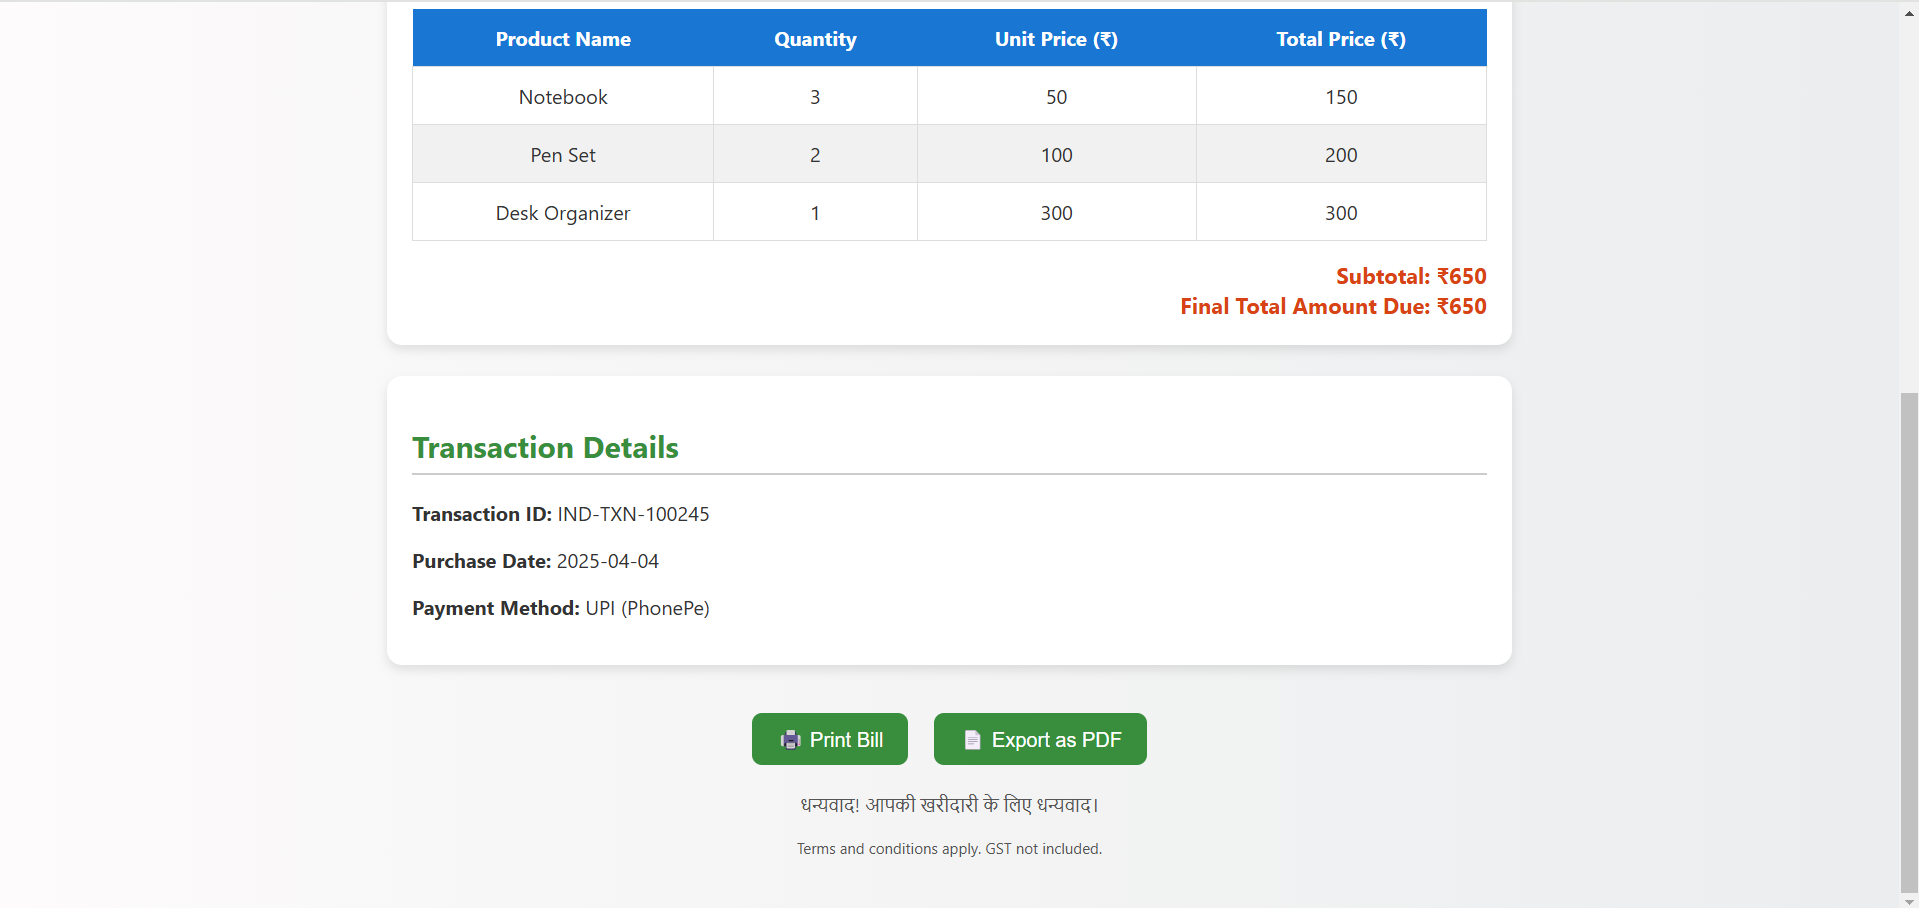 Product Name Quantity Unit Price (₹) Total Price (₹)
Notebook 3 50 150
Pen Set 2 100 200
Desk Organizer 1 300 300
Subtotal: ₹650
Final Total Amount Due: ₹650
Transaction Details
Transaction ID: IND-TXN-100245
Purchase Date: 2025-04-04
Payment Method: UPI (PhonePe)
Print Bill Export as PDF
धन्यवाद! आपकी खरीदारी के लिए धन्यवाद।
Terms and conditions apply. GST not included.